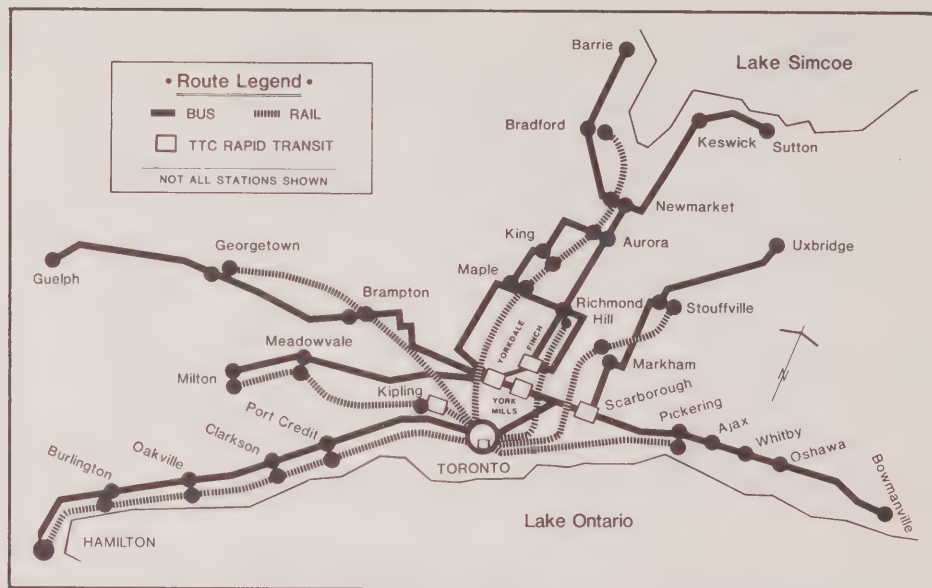 • Route Legend •
BUS
RAIL
TTC RAPID TRANSIT
NOT ALL STATIONS SHOWN
Barrie
Lake Simcoe
Bradford
Keswick
Sutton
Newmarket
King
Aurora
Uxbridge
Georgetown
Guelph
Maple
Brampton
Richmond
Hill
Stouffville
YORKDALE
FINCH
Meadowvale
Markham
Milton
Kipling
YORK
MILLS
Scarborough
N
Port Credit
Pickering
Clarkson
Ajax
Oakville
Whitby
Burlington
TORONTO
Oshawa
Bowmanville
Lake Ontario
HAMILTON